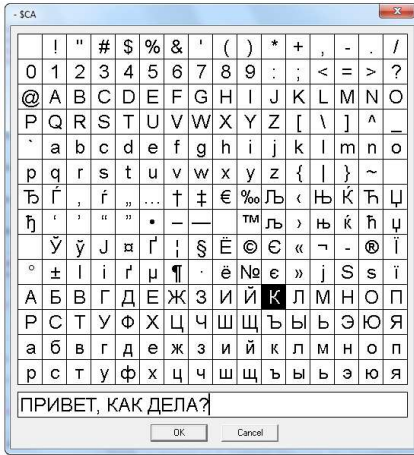 - $CA
! " # $ % & ' ( ) * + , - . /
0 1 2 3 4 5 6 7 8 9 : ; < = > ?
@ A B C D E F G H I J K L M N O
P Q R S T U V W X Y Z [ \ ] ^ _
` a b c d e f g h i j k l m n o
p q r s t u v w x y z { | } ~
Ђ Ѓ ‚ ѓ „ … † ‡ € ‰ Љ ‹ Њ Ќ Ћ Џ
ђ ‘ ’ “ ” • – — ™ љ › њ ќ ћ џ
Ў ў Ј ¤ Ґ ¦ § Ё © Є « ¬ - ® Ї
° ± І і ґ µ ¶ · ё № є » ј Ѕ ѕ ї
А Б В Г Д Е Ж З И Й К Л М Н О П
Р С Т У Ф Х Ц Ч Ш Щ Ъ Ы Ь Э Ю Я
а б в г д е ж з и й к л м н о п
р с т у ф х ц ч ш щ ъ ы ь э ю я
ПРИВЕТ, КАК ДЕЛА?
OK Cancel